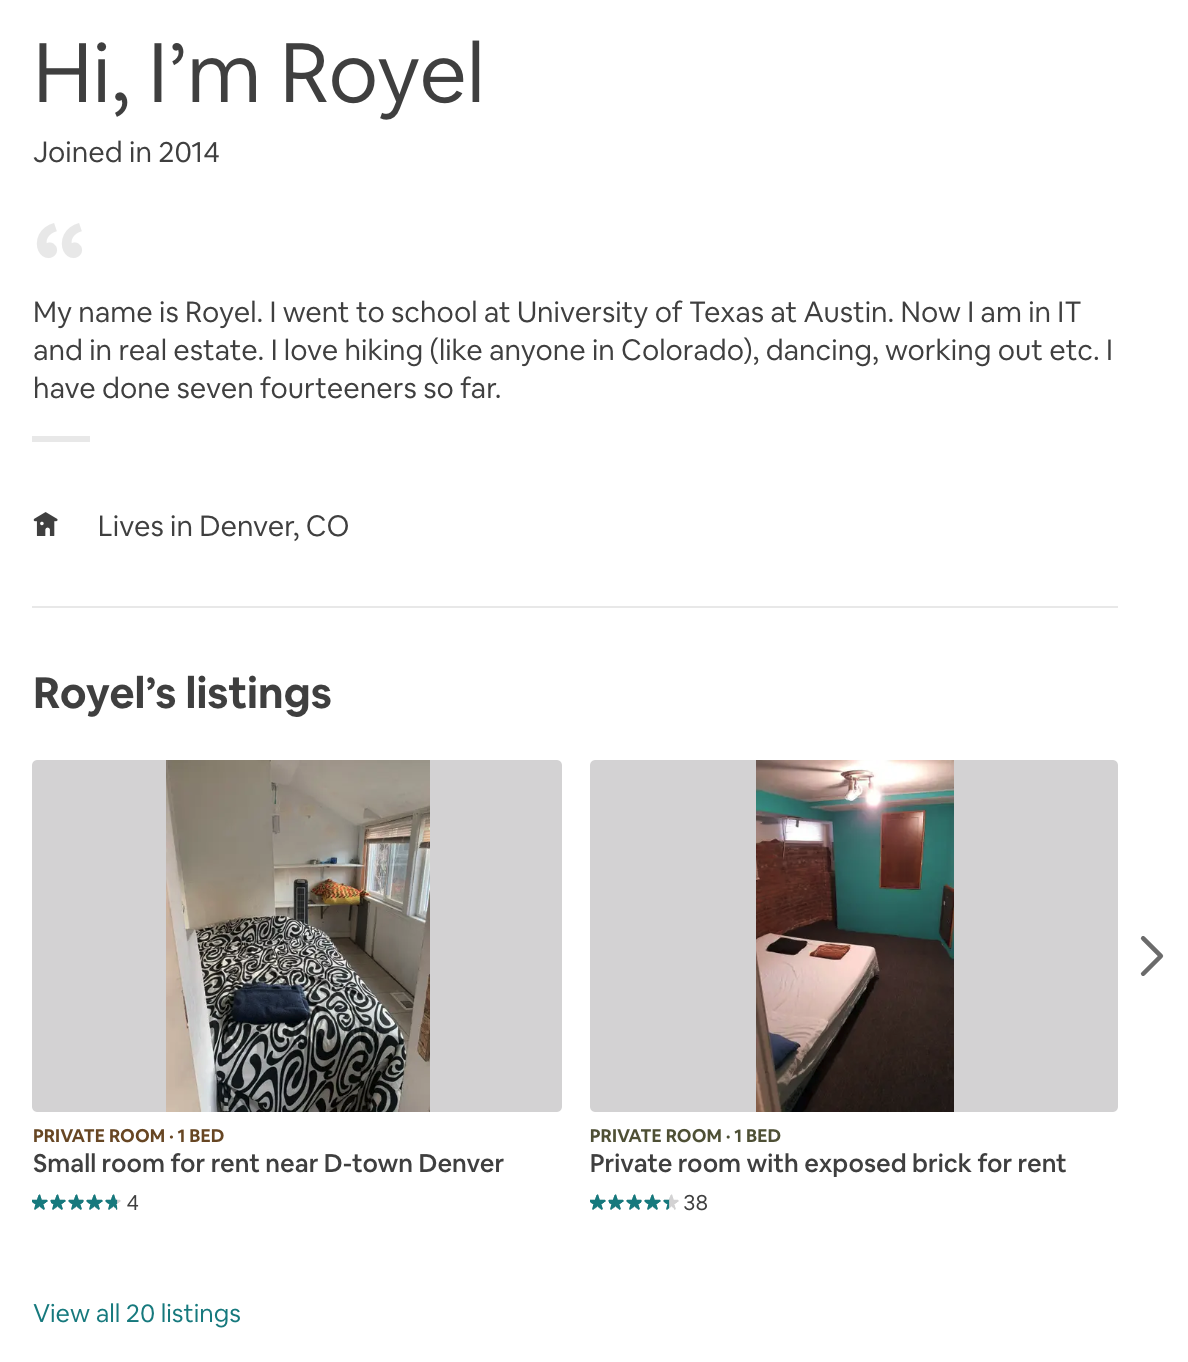 Hi, I’m Royel
Joined in 2014
“
My name is Royel. I went to school at University of Texas at Austin. Now I am in IT
and in real estate. I love hiking (like anyone in Colorado), dancing, working out etc. I
have done seven fourteeners so far.
Lives in Denver, CO
Royel’s listings
PRIVATE ROOM · 1 BED
Small room for rent near D-town Denver
4
PRIVATE ROOM · 1 BED
Private room with exposed brick for rent
38
View all 20 listings